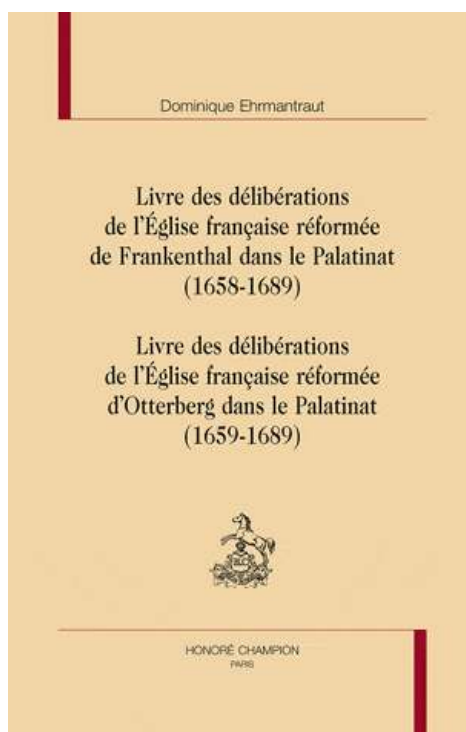 Dominique Ehrmantraut
Livre des délibérations
de l'Église française réformée
de Frankenthal dans le Palatinat
(1658-1689)
Livre des délibérations
de l'Église française réformée
d'Otterberg dans le Palatinat
(1659-1689)
HONORÉ CHAMPION
PARIS